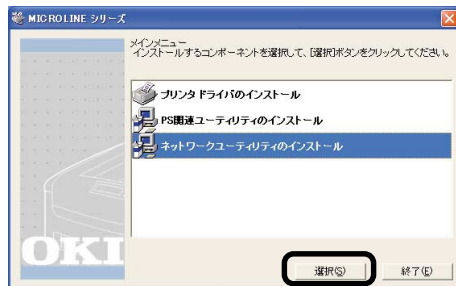 MICROLINE シリーズ
メインメニュー
インストールするコンポーネントを選択して、[選択]ボタンをクリックしてください。
プリンタ ドライバのインストール
PS関連ユーティリティのインストール
ネットワークユーティリティのインストール
OKI
選択(S)
終了(E)